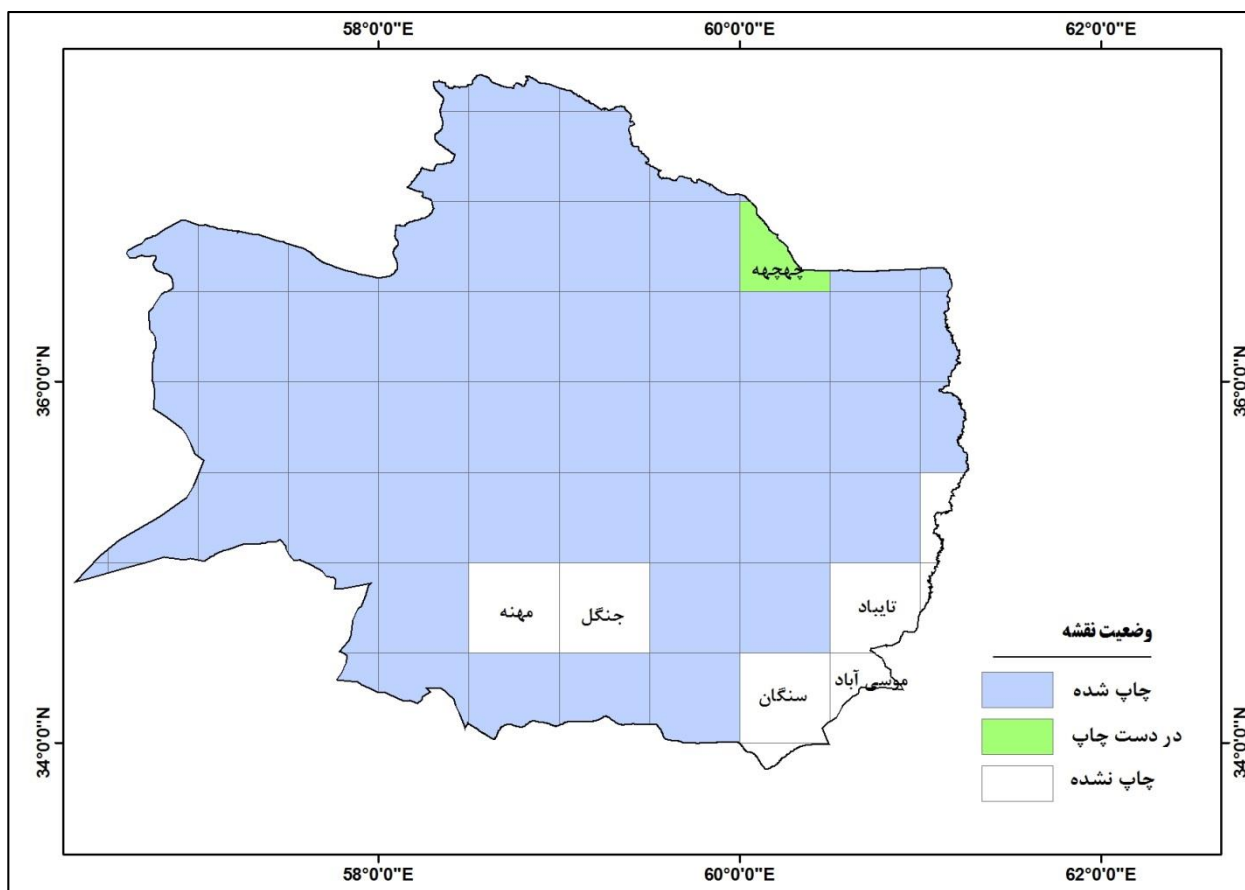 58°0'0"E
60°0'0"E
62°0'0"E
چهچهه
36°0'0"N
36°0'0"N
مهنه
جنگل
تایباد
سنگان
موسی آباد
وضعیت نقشه
چاپ شده
در دست چاپ
چاپ نشده
34°0'0"N
34°0'0"N
58°0'0"E
60°0'0"E
62°0'0"E